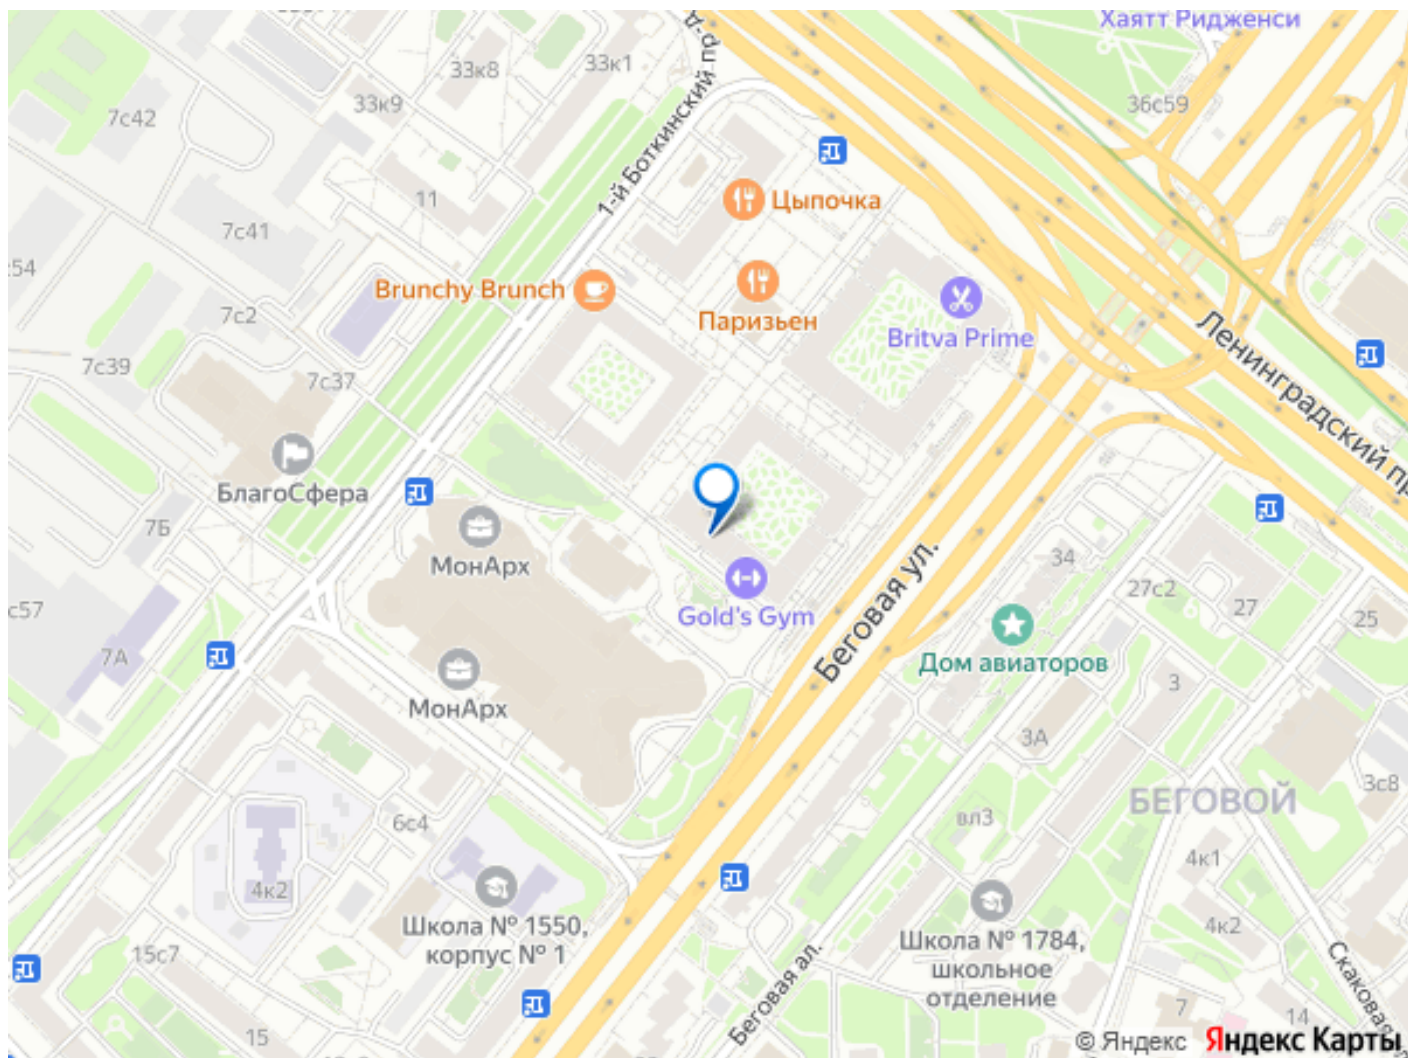 Хаятт Ридженси
33к8
33к1
33к9
36с59
7с42
1-й Боткинский пр-д
11
Цыпочка
7с41
:54
Brunchy Brunch
Паризьен
7с2
Britva Prime
Ленинградский пр
7с39
7с37
БлагоСфера
7Б
МонАрх
34
Беговая ул.
27с2
27
25
с57
Gold's Gym
7А
Дом авиаторов
3
МонАрх
3А
3с8
БЕГОВОЙ
6с4
вл3
4к1
4к2
Школа № 1550,
корпус № 1
4к2
Школа № 1784,
школьное
отделение
15с7
Беговая ал.
Скаковая
7
14
15
© Яндекс Яндекс Карты